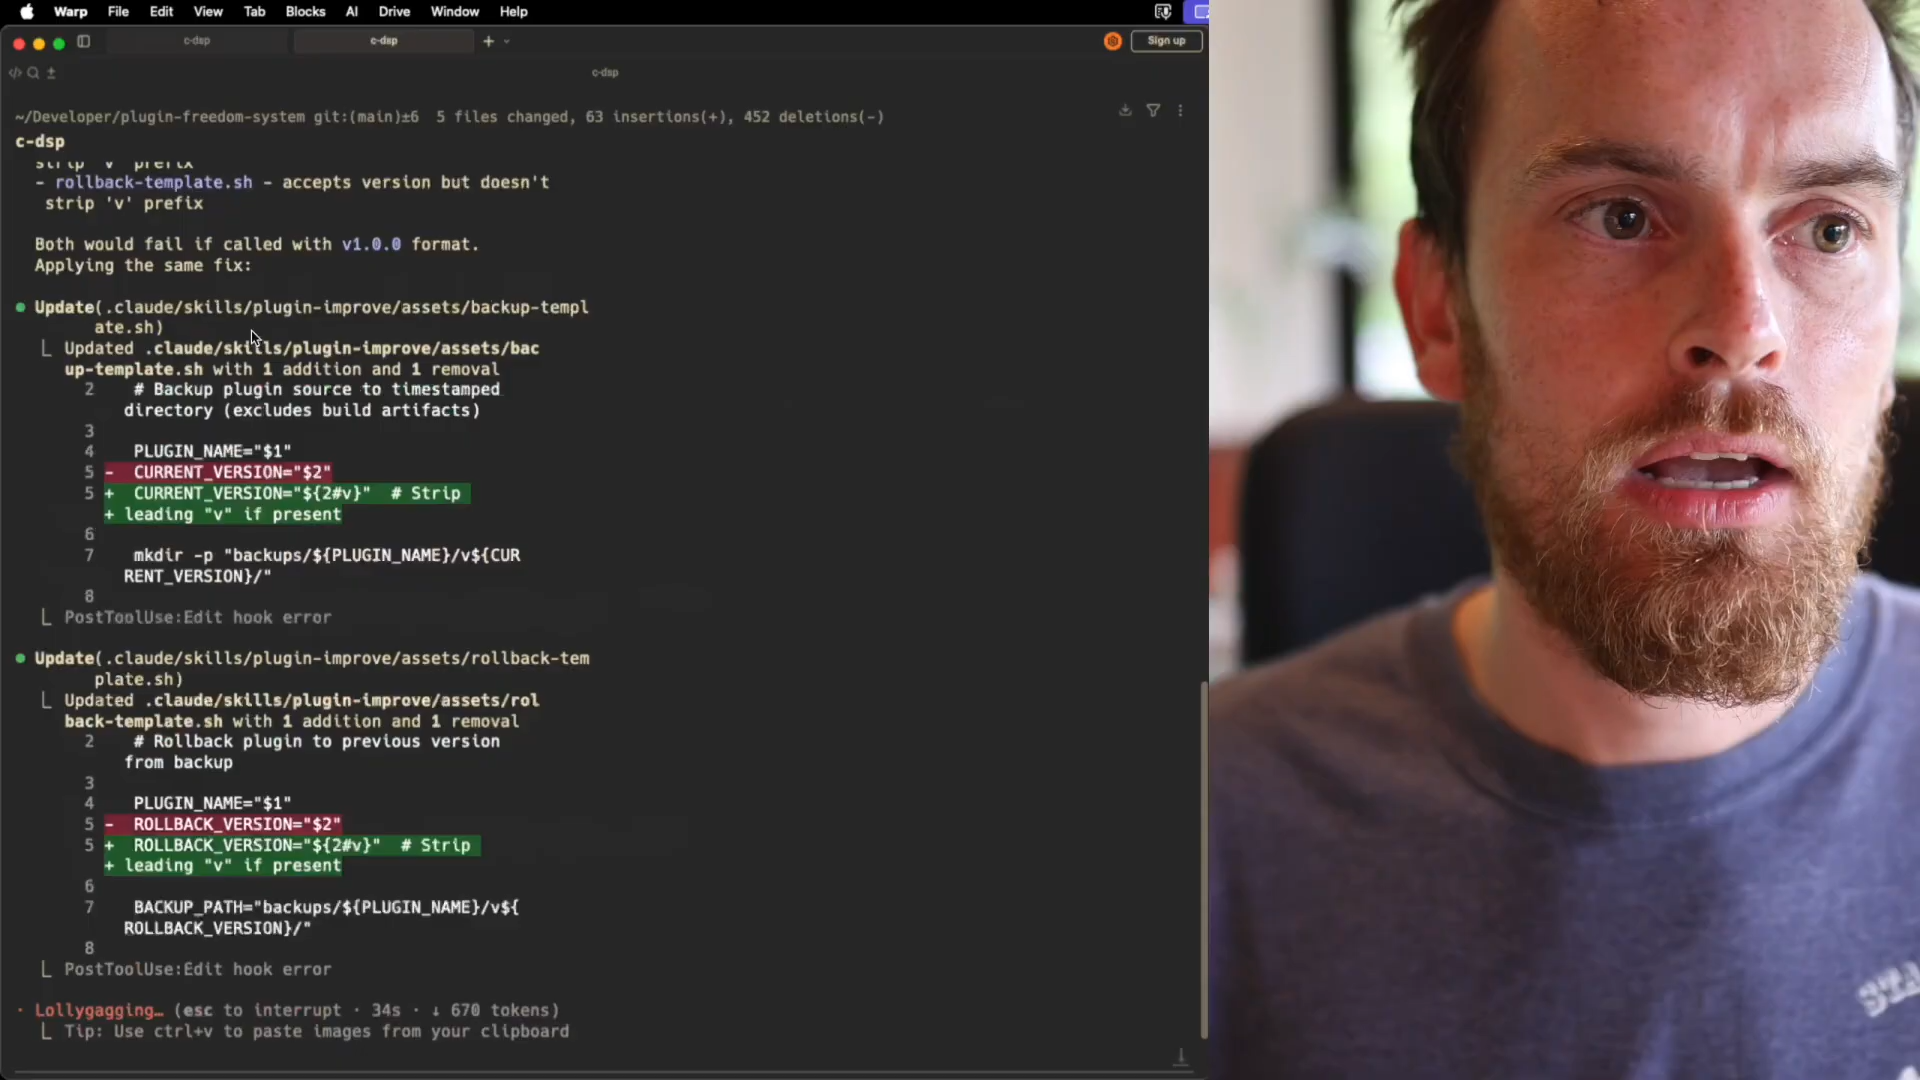 Warp File Edit View Tab Blocks AI Drive Window Help
c-dsp c-dsp Sign up
c-dsp
~/Developer/plugin-freedom-system git:(main)±6 5 files changed, 63 insertions(+), 452 deletions(-)
c-dsp
strip 'v' prefix
- rollback-template.sh - accepts version but doesn't
strip 'v' prefix
Both would fail if called with v1.0.0 format.
Applying the same fix:
Update(.claude/skills/plugin-improve/assets/backup-templ
ate.sh)
Updated .claude/skills/plugin-improve/assets/bac
up-template.sh with 1 addition and 1 removal
2 # Backup plugin source to timestamped
directory (excludes build artifacts)
3
4 PLUGIN_NAME="$1"
5 - CURRENT_VERSION="$2"
5 + CURRENT_VERSION="${2#v}" # Strip
+ leading "v" if present
6
7 mkdir -p "backups/${PLUGIN_NAME}/v${CUR
RENT_VERSION}/"
8
PostToolUse:Edit hook error
Update(.claude/skills/plugin-improve/assets/rollback-tem
plate.sh)
Updated .claude/skills/plugin-improve/assets/rol
back-template.sh with 1 addition and 1 removal
2 # Rollback plugin to previous version
from backup
3
4 PLUGIN_NAME="$1"
5 - ROLLBACK_VERSION="$2"
5 + ROLLBACK_VERSION="${2#v}" # Strip
+ leading "v" if present
6
7 BACKUP_PATH="backups/${PLUGIN_NAME}/v${
ROLLBACK_VERSION}/"
8
PostToolUse:Edit hook error
· Lollygagging… (esc to interrupt · 34s · ↓ 670 tokens)
Tip: Use ctrl+v to paste images from your clipboard